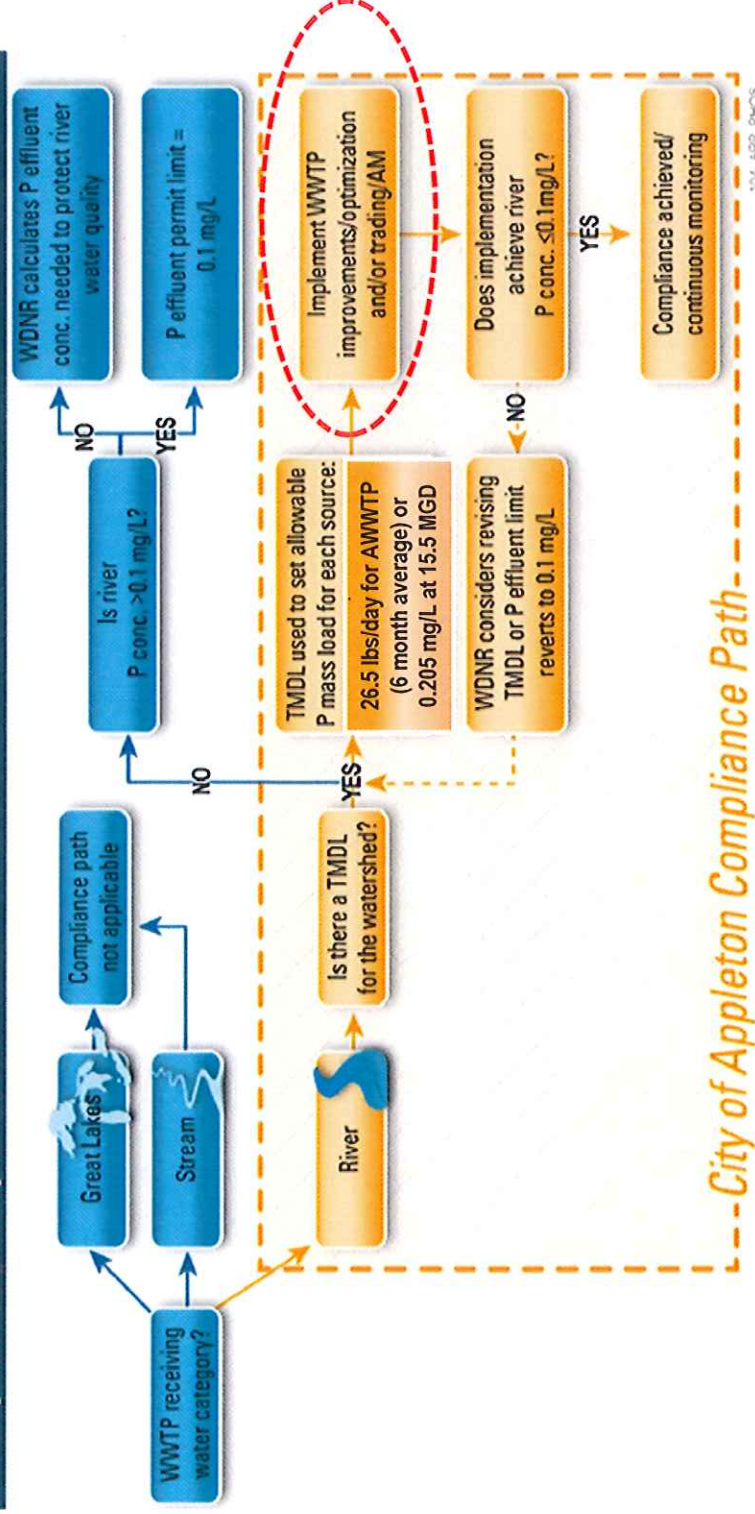 WWTP receiving
water category?
Great Lakes
Stream
Compliance path
not applicable
River
Is there a TMDL
for the watershed?
NO
YES
Is river
P conc. >0.1 mg/L?
NO
YES
WDNR calculates P effluent
conc. needed to protect river
water quality
P effluent permit limit =
0.1 mg/L
TMDL used to set allowable
P mass load for each source:
26.5 lbs/day for AWWTP
(6 month average) or
0.205 mg/L at 15.5 MGD
Implement WWTP
improvements/optimization
and/or trading/AM
Does implementation
achieve river
P conc. ≤0.1mg/L?
NO
YES
WDNR considers revising
TMDL or P effluent limit
reverts to 0.1 mg/L
Compliance achieved/
continuous monitoring
City of Appleton Compliance Path